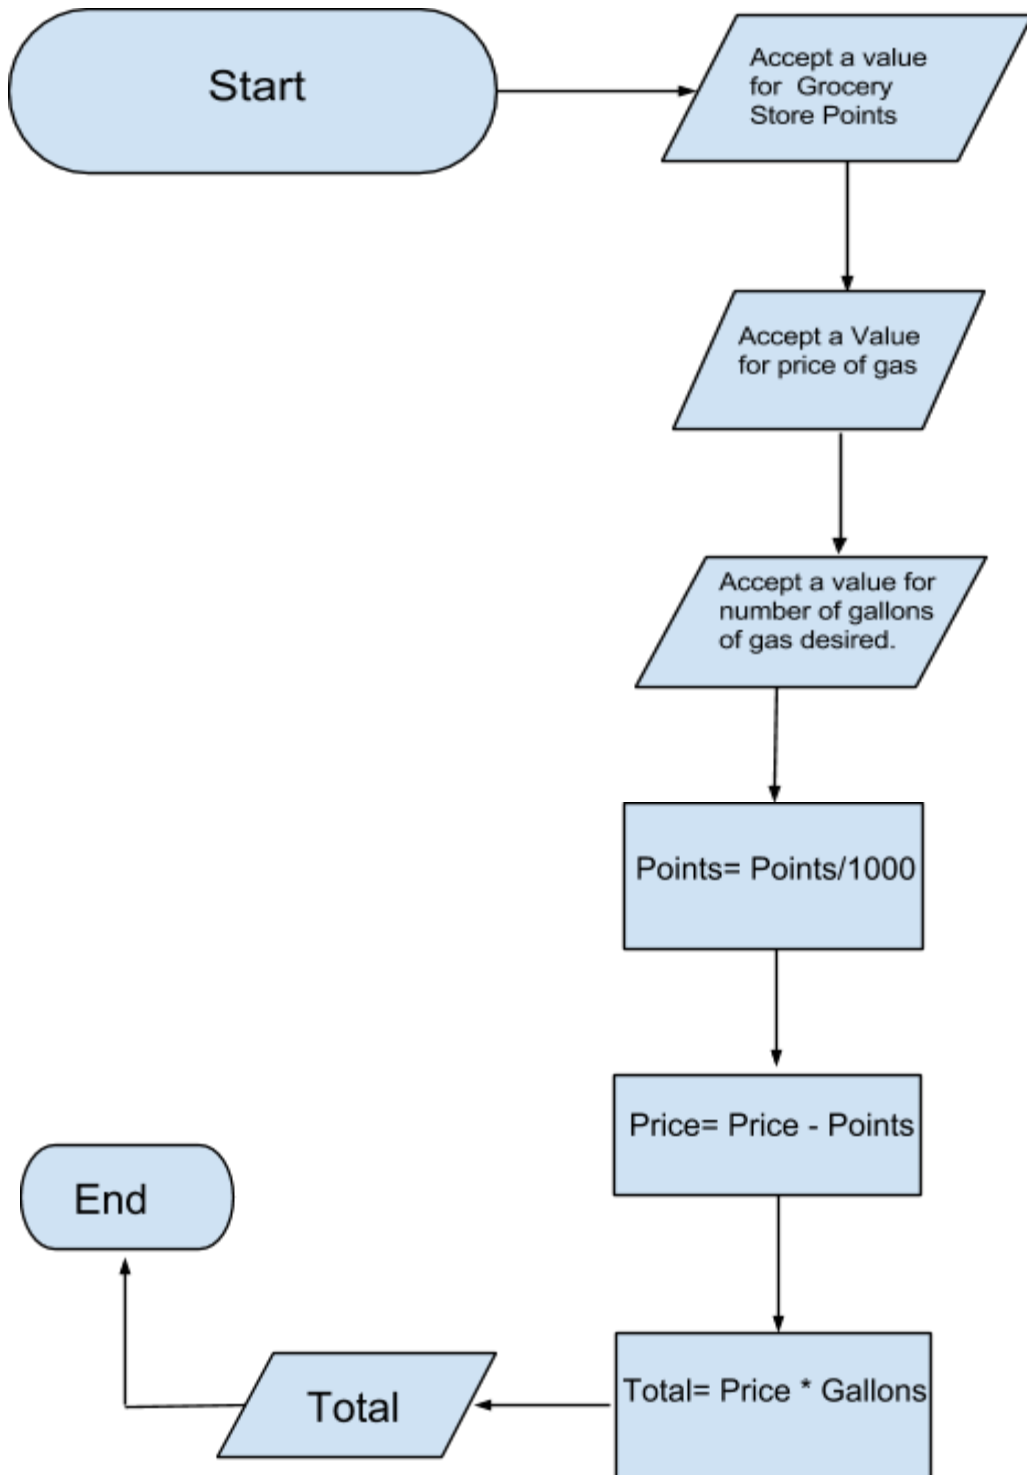 Start
Accept a value
for  Grocery
Store Points
Accept a Value
for price of gas
Accept a value for
number of gallons
of gas desired.
Points= Points/1000
Price= Price - Points
Total= Price * Gallons
Total
End